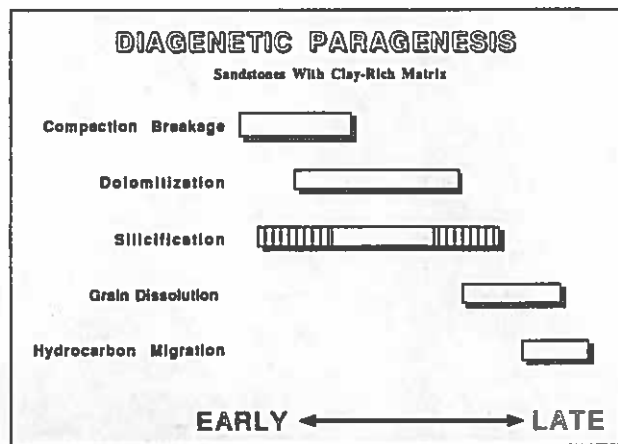 DIAGENETIC PARAGENESIS
Sandstones With Clay-Rich Matrix
Compaction Breakage
Dolomitization
Silicification
Grain Dissolution
Hydrocarbon Migration
EARLY LATE